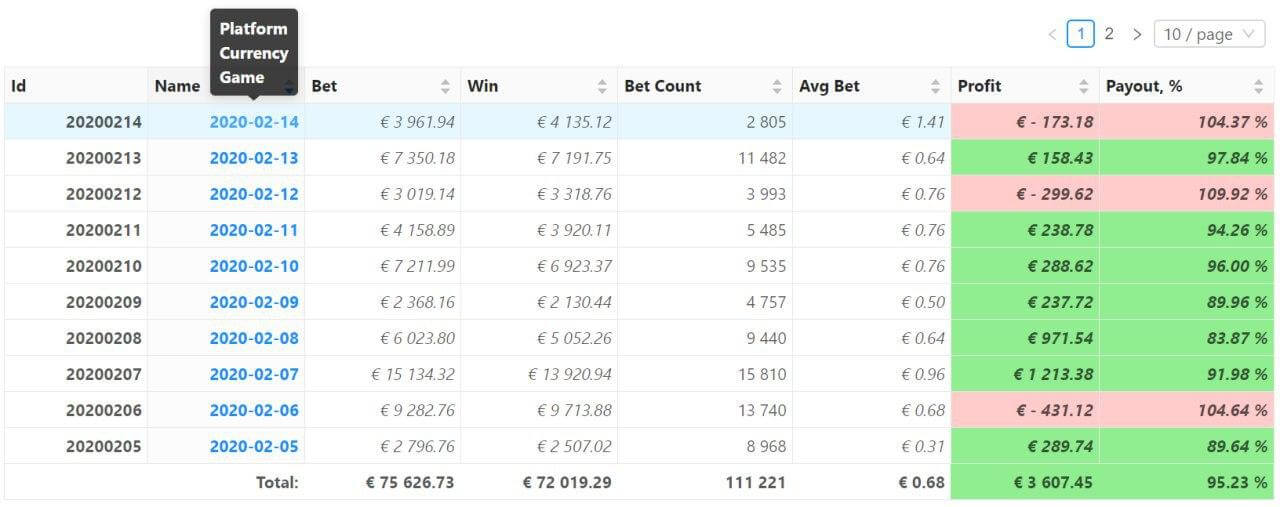 Platform
Currency
Game
< 1 2 > 10 / page
Id Name Bet Win Bet Count Avg Bet Profit Payout, %
20200214 2020-02-14 € 3 961.94 € 4 135.12 2 805 € 1.41 € - 173.18 104.37 %
20200213 2020-02-13 € 7 350.18 € 7 191.75 11 482 € 0.64 € 158.43 97.84 %
20200212 2020-02-12 € 3 019.14 € 3 318.76 3 993 € 0.76 € - 299.62 109.92 %
20200211 2020-02-11 € 4 158.89 € 3 920.11 5 485 € 0.76 € 238.78 94.26 %
20200210 2020-02-10 € 7 211.99 € 6 923.37 9 535 € 0.76 € 288.62 96.00 %
20200209 2020-02-09 € 2 368.16 € 2 130.44 4 757 € 0.50 € 237.72 89.96 %
20200208 2020-02-08 € 6 023.80 € 5 052.26 9 440 € 0.64 € 971.54 83.87 %
20200207 2020-02-07 € 15 134.32 € 13 920.94 15 810 € 0.96 € 1 213.38 91.98 %
20200206 2020-02-06 € 9 282.76 € 9 713.88 13 740 € 0.68 € - 431.12 104.64 %
20200205 2020-02-05 € 2 796.76 € 2 507.02 8 968 € 0.31 € 289.74 89.64 %
Total: € 75 626.73 € 72 019.29 111 221 € 0.68 € 3 607.45 95.23 %